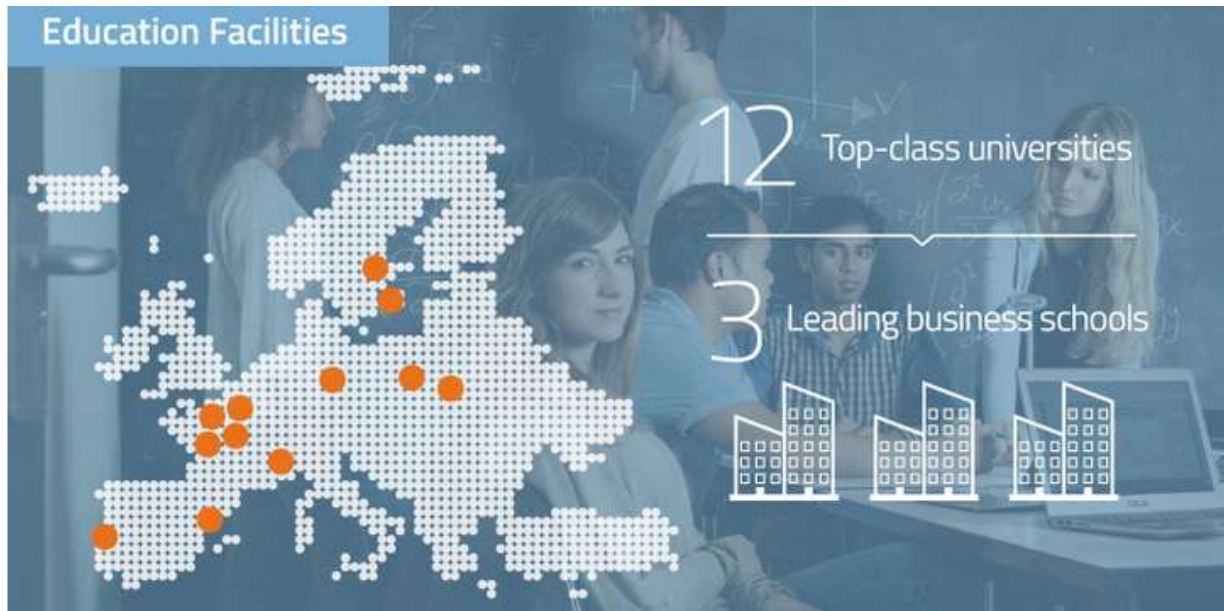 Education Facilities
12 Top-class universities
3 Leading business schools